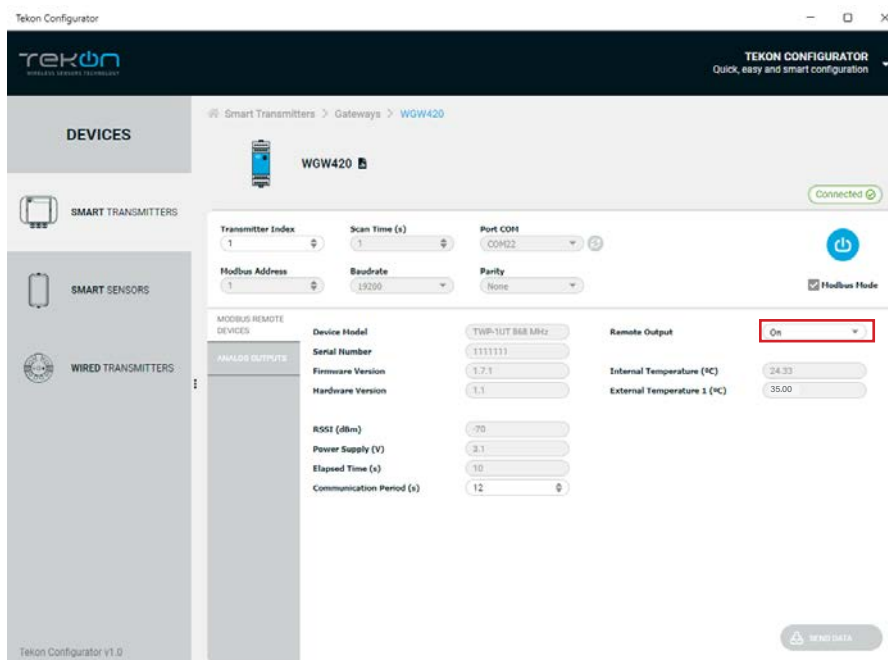 Tekon Configurator
TEKON
WIRELESS SENSORS TECHNOLOGY
TEKON CONFIGURATOR
Quick, easy and smart configuration
DEVICES
SMART TRANSMITTERS
SMART SENSORS
WIRED TRANSMITTERS
Tekon Configurator v1.0
Smart Transmitters > Gateways > WGW420
WGW420
Connected
Transmitter Index
1
Scan Time (s)
1
Port COM
COM22
Modbus Address
1
Baudrate
19200
Parity
None
Modbus Mode
MODBUS REMOTE
DEVICES
ANALOG OUTPUTS
Device Model
TWP-1UT 868 MHz
Serial Number
1111111
Firmware Version
1.7.1
Hardware Version
1.1
RSSI (dBm)
-70
Power Supply (V)
3.1
Elapsed Time (s)
10
Communication Period (s)
12
Remote Output
On
Internal Temperature (ºC)
24.33
External Temperature 1 (ºC)
35.00
SEND DATA